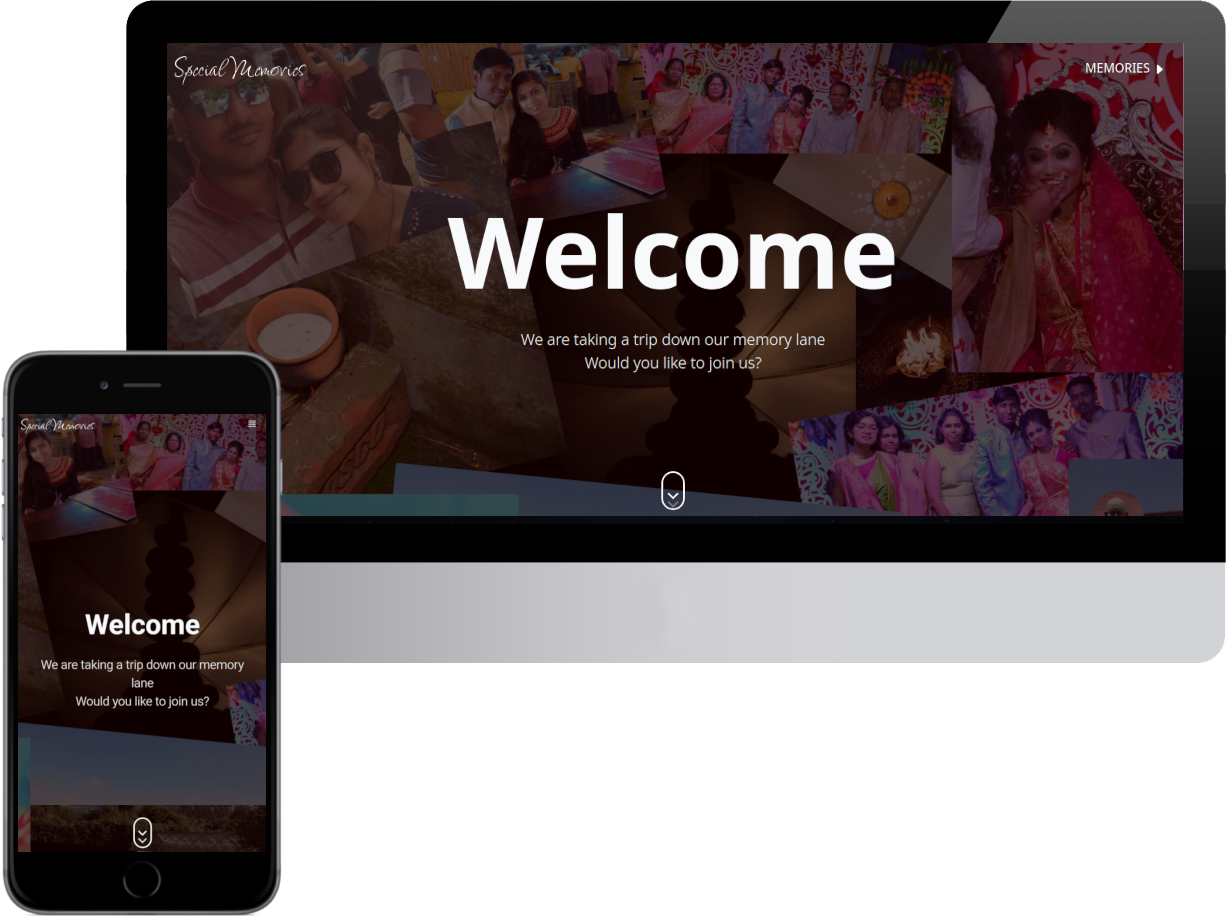 Special Memories
MEMORIES
Welcome
We are taking a trip down our memory lane
Would you like to join us?
Special Memories
Welcome
We are taking a trip down our memory
lane
Would you like to join us?